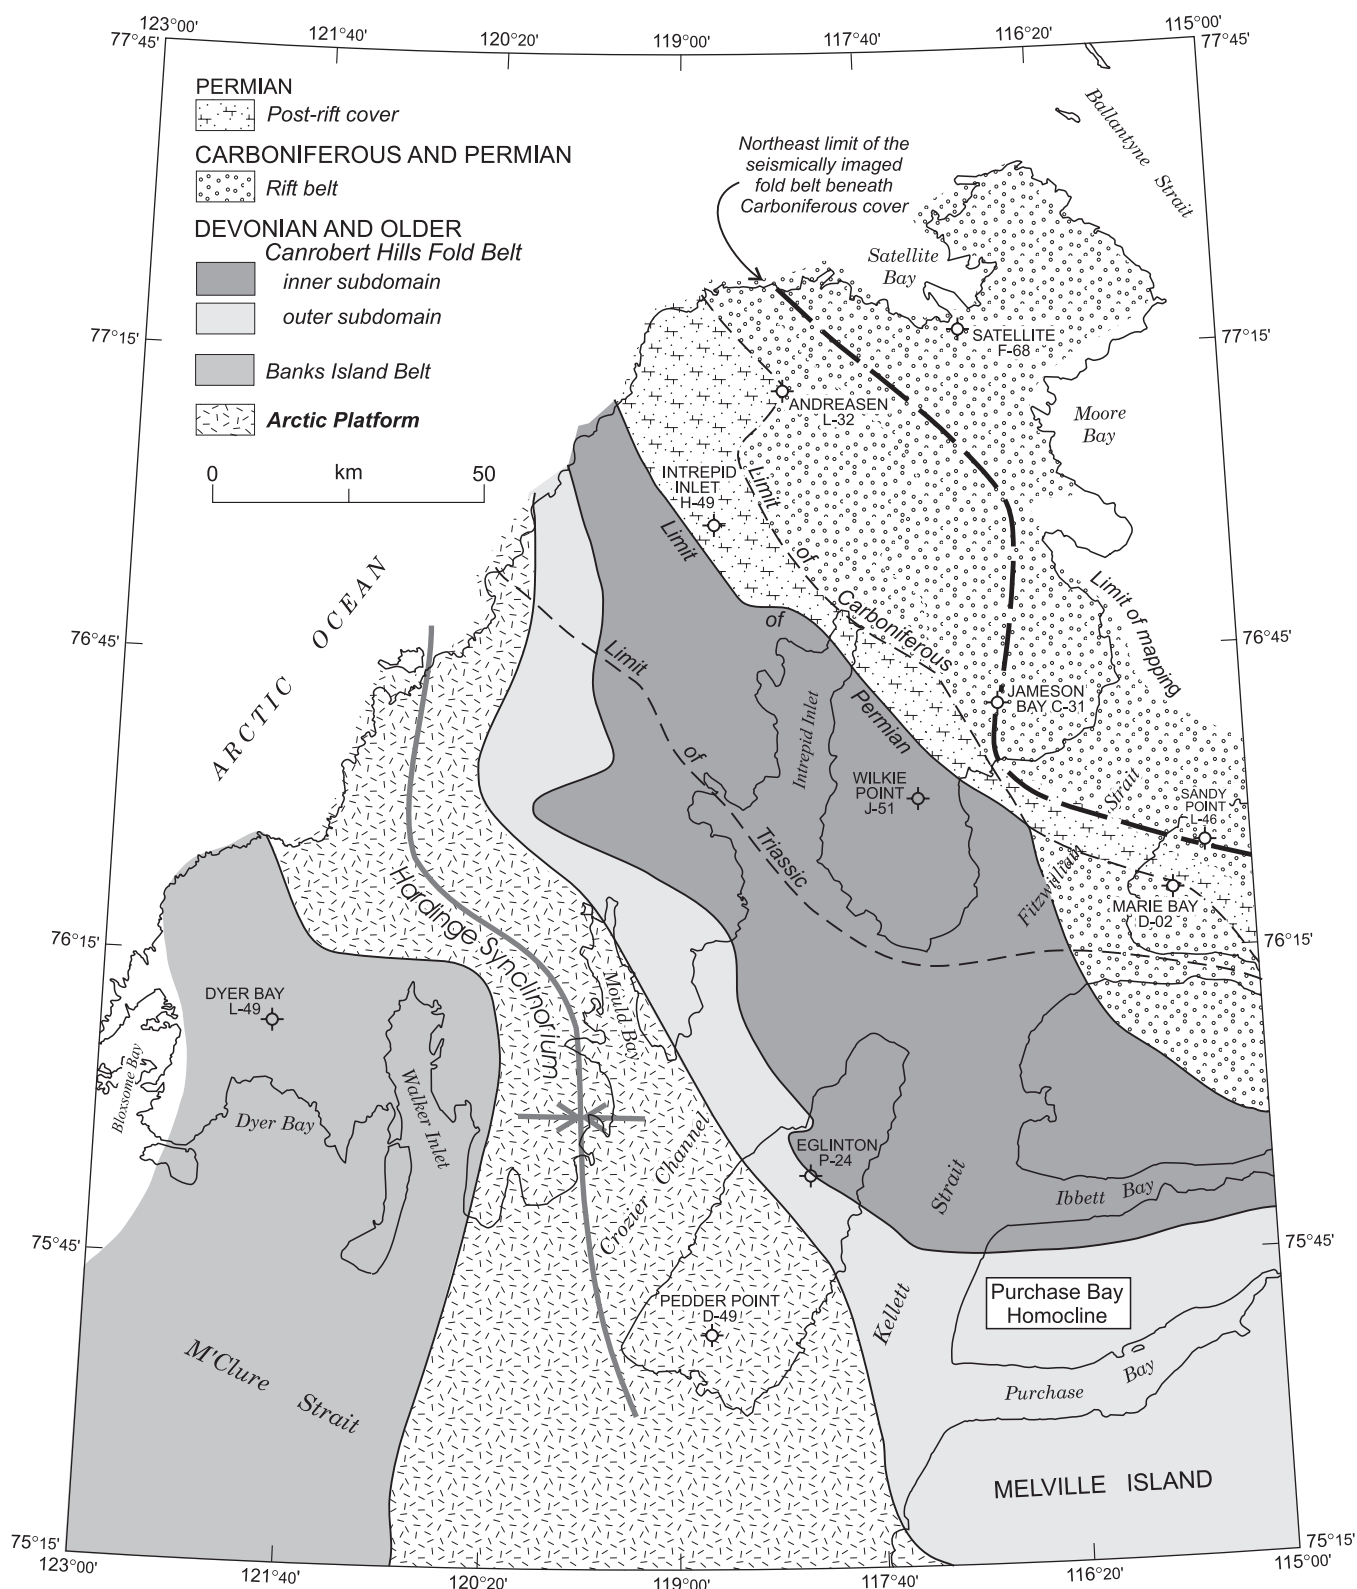 123°00'
121°40'
120°20'
119°00'
117°40'
116°20'
115°00'
77°45'
77°45'
PERMIAN
Post-rift cover
CARBONIFEROUS AND PERMIAN
Rift belt
DEVONIAN AND OLDER
Canrobert Hills Fold Belt
inner subdomain
outer subdomain
Banks Island Belt
Arctic Platform
0 km 50
Northeast limit of the
seismically imaged
fold belt beneath
Carboniferous cover
Ballantyne Strait
Satellite
Bay
SATELLITE
F-68
77°15'
77°15'
ANDREASEN
L-32
Moore
Bay
INTREPID
INLET
H-49
Limit of Carboniferous
Limit of Permian
Limit of mapping
ARCTIC OCEAN
76°45'
76°45'
Limit of Triassic
Intrepid Inlet
JAMESON
BAY C-31
WILKIE
POINT
J-51
SANDY
POINT
L-46
Fitzwilliam Strait
MARIE BAY
D-02
Hardinge Synclinorium
76°15'
76°15'
Mould Bay
DYER BAY
L-49
Bloxsome Bay
Dyer Bay
Walker Inlet
Crozier Channel
EGLINTON
P-24
Kellett Strait
Ibbett Bay
75°45'
75°45'
Purchase Bay
Homocline
PEDDER POINT
D-49
M'Clure Strait
Purchase Bay
MELVILLE ISLAND
75°15'
75°15'
123°00'
121°40'
120°20'
119°00'
117°40'
116°20'
115°00'